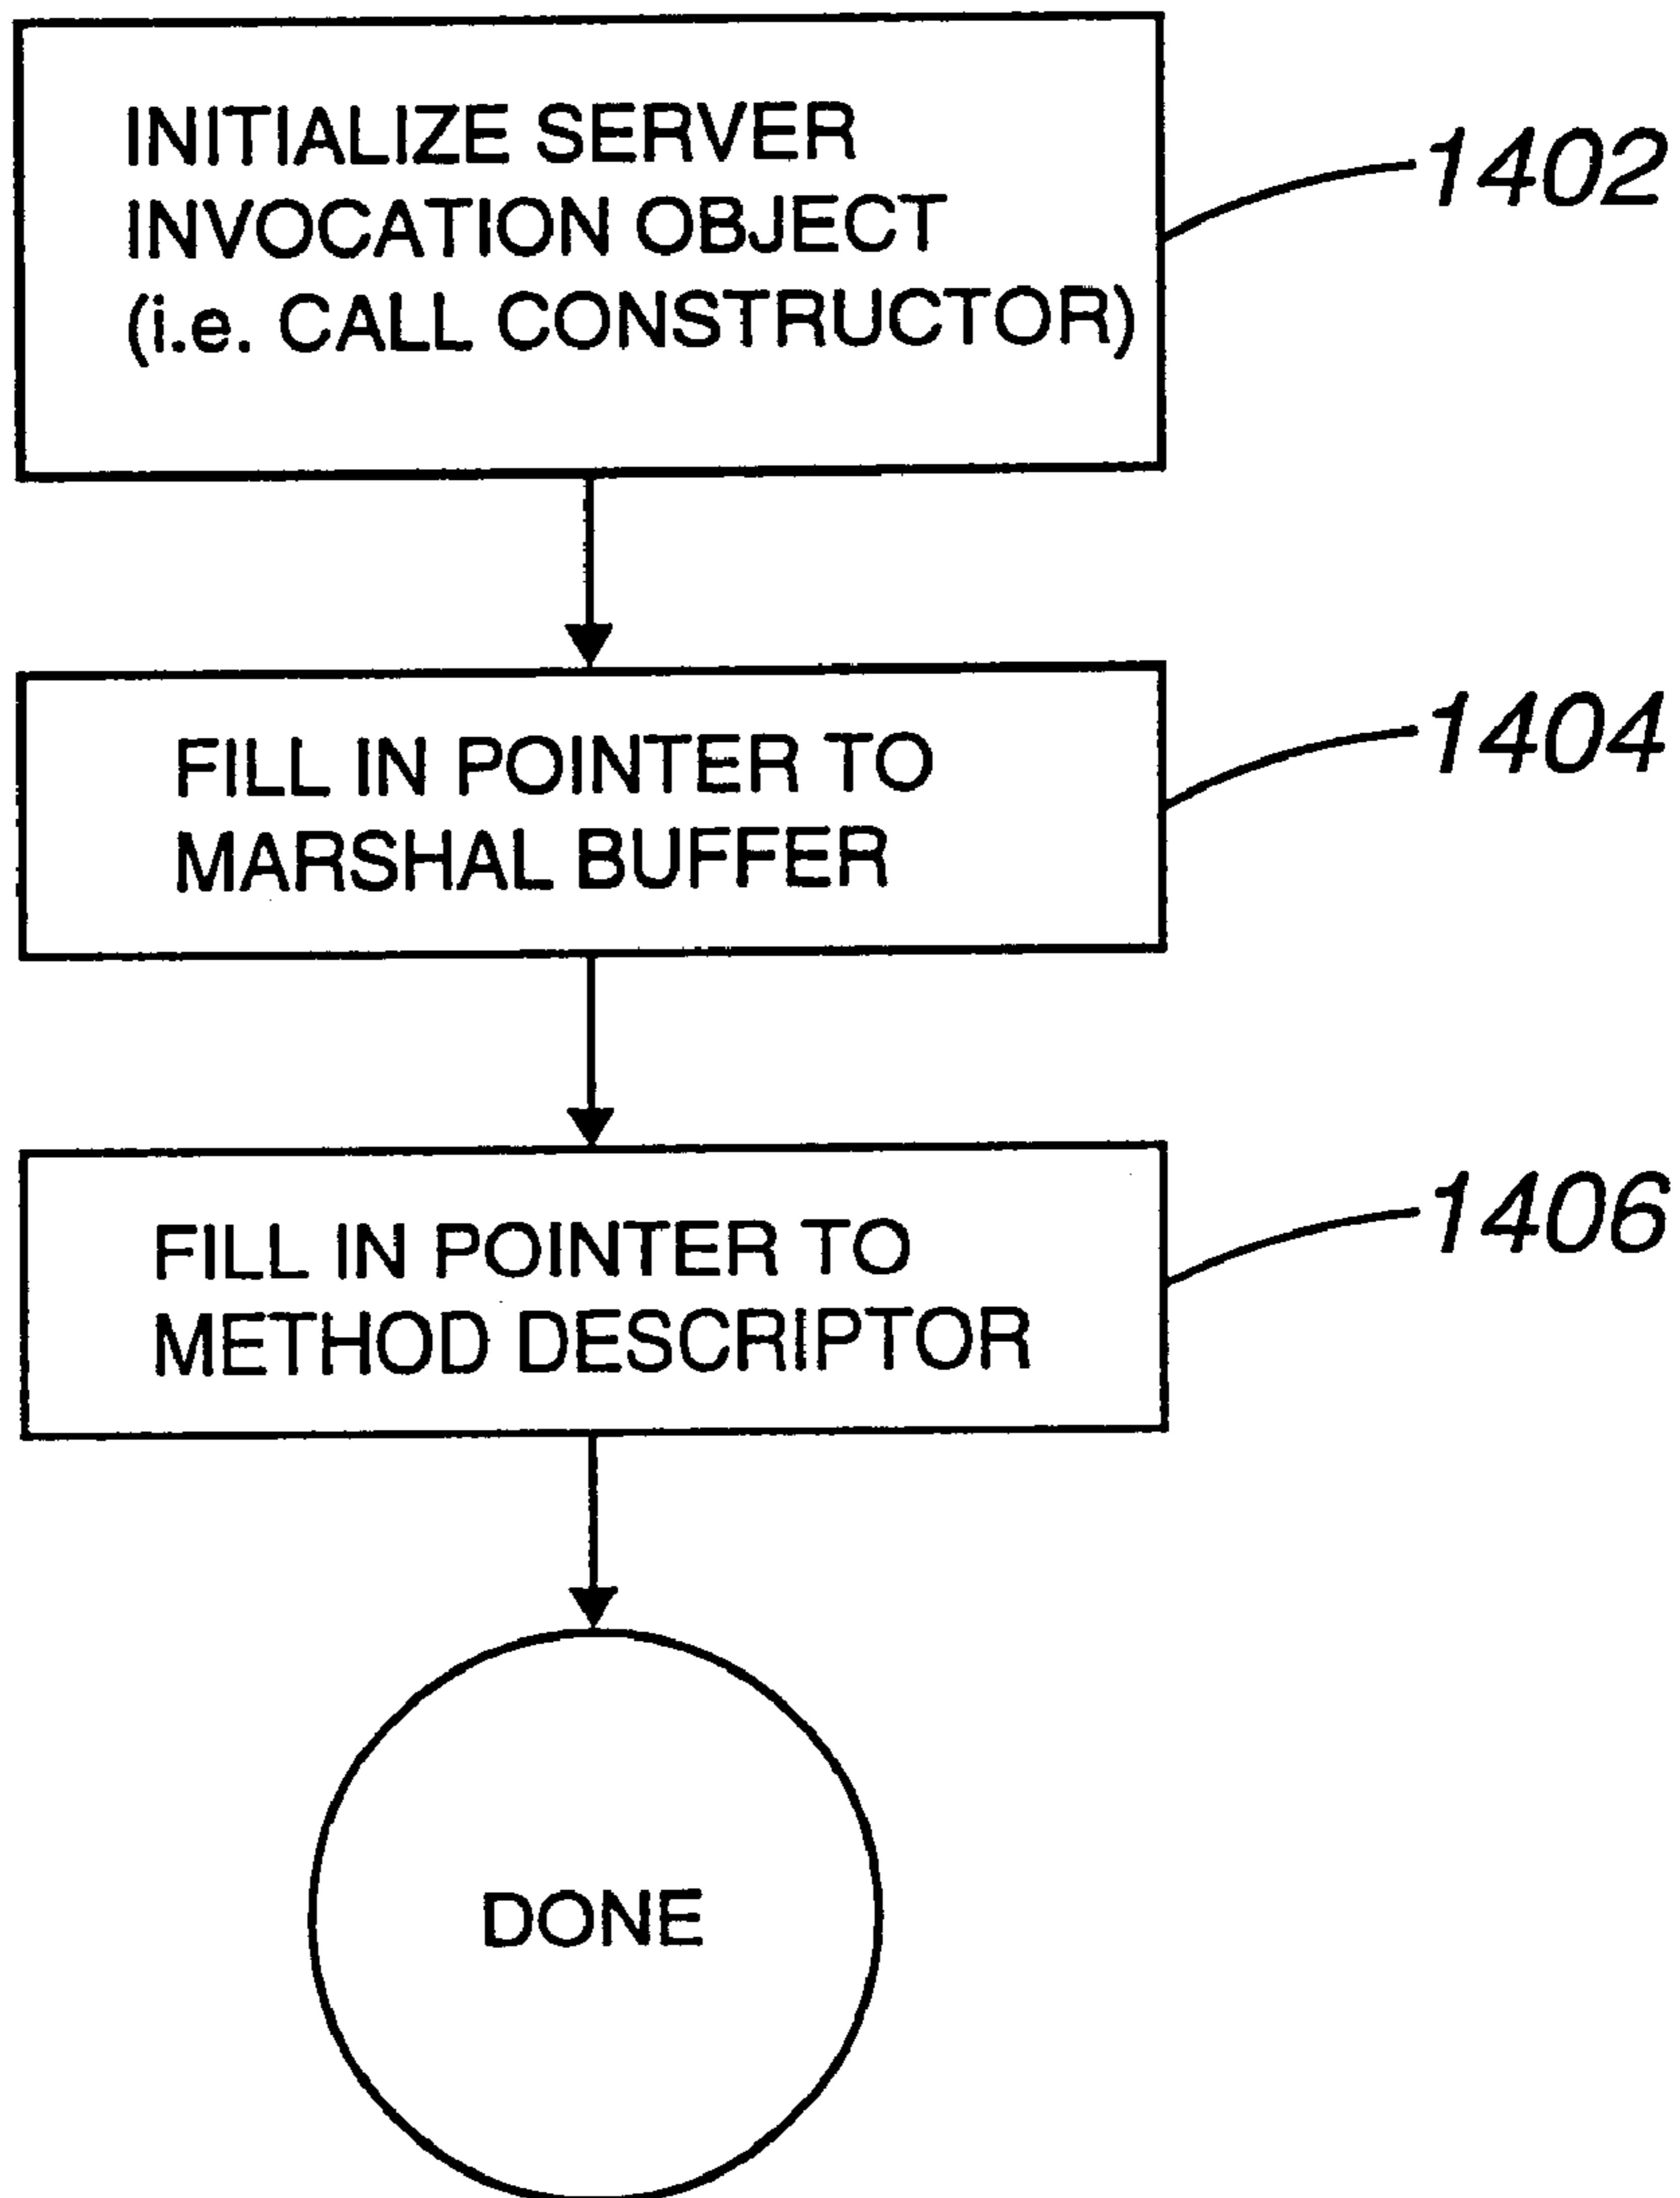 INITIALIZE SERVER
INVOCATION OBJECT
(i.e. CALL CONSTRUCTOR)
1402
FILL IN POINTER TO
MARSHAL BUFFER
1404
FILL IN POINTER TO
METHOD DESCRIPTOR
1406
DONE